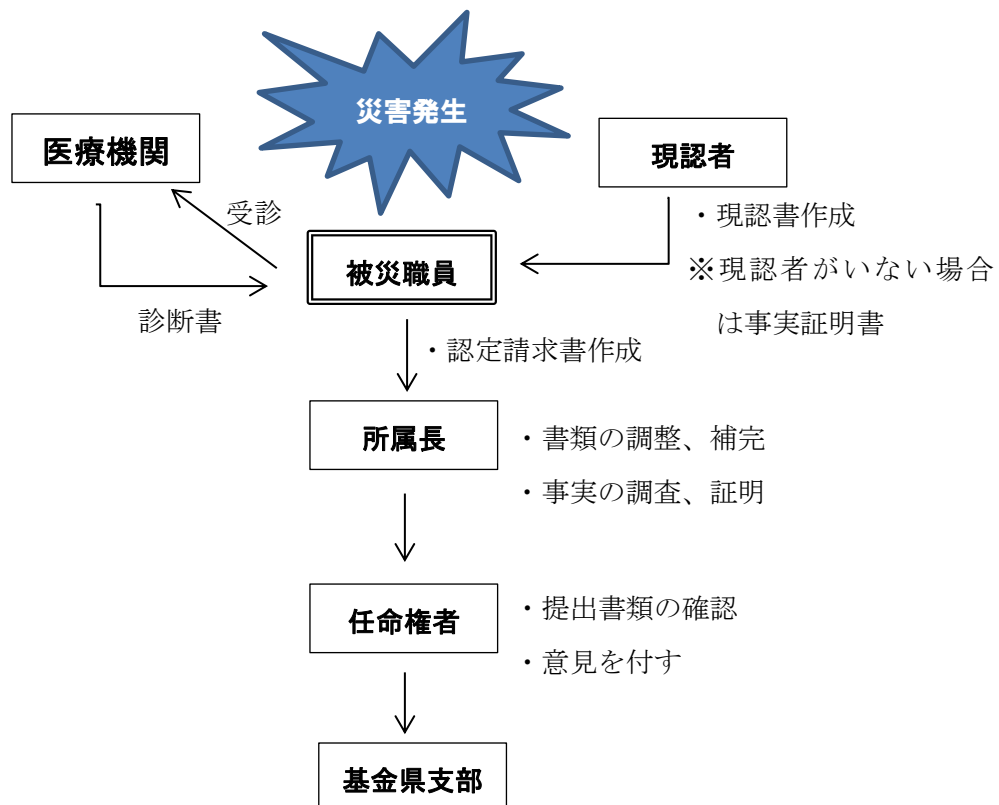 災害発生
医療機関
現認者
受診
・現認書作成
※現認者がいない場合
は事実証明書
被災職員
診断書
・認定請求書作成
所属長
・書類の調整、補完
・事実の調査、証明
任命権者
・提出書類の確認
・意見を付す
基金県支部